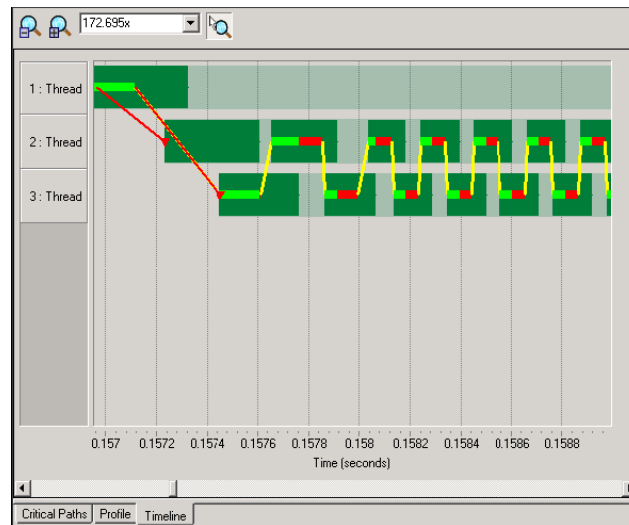 172.695x
1 : Thread
2 : Thread
3 : Thread
0.157 0.1572 0.1574 0.1576 0.1578 0.158 0.1582 0.1584 0.1586 0.1588
Time (seconds)
Critical Paths Profile Timeline